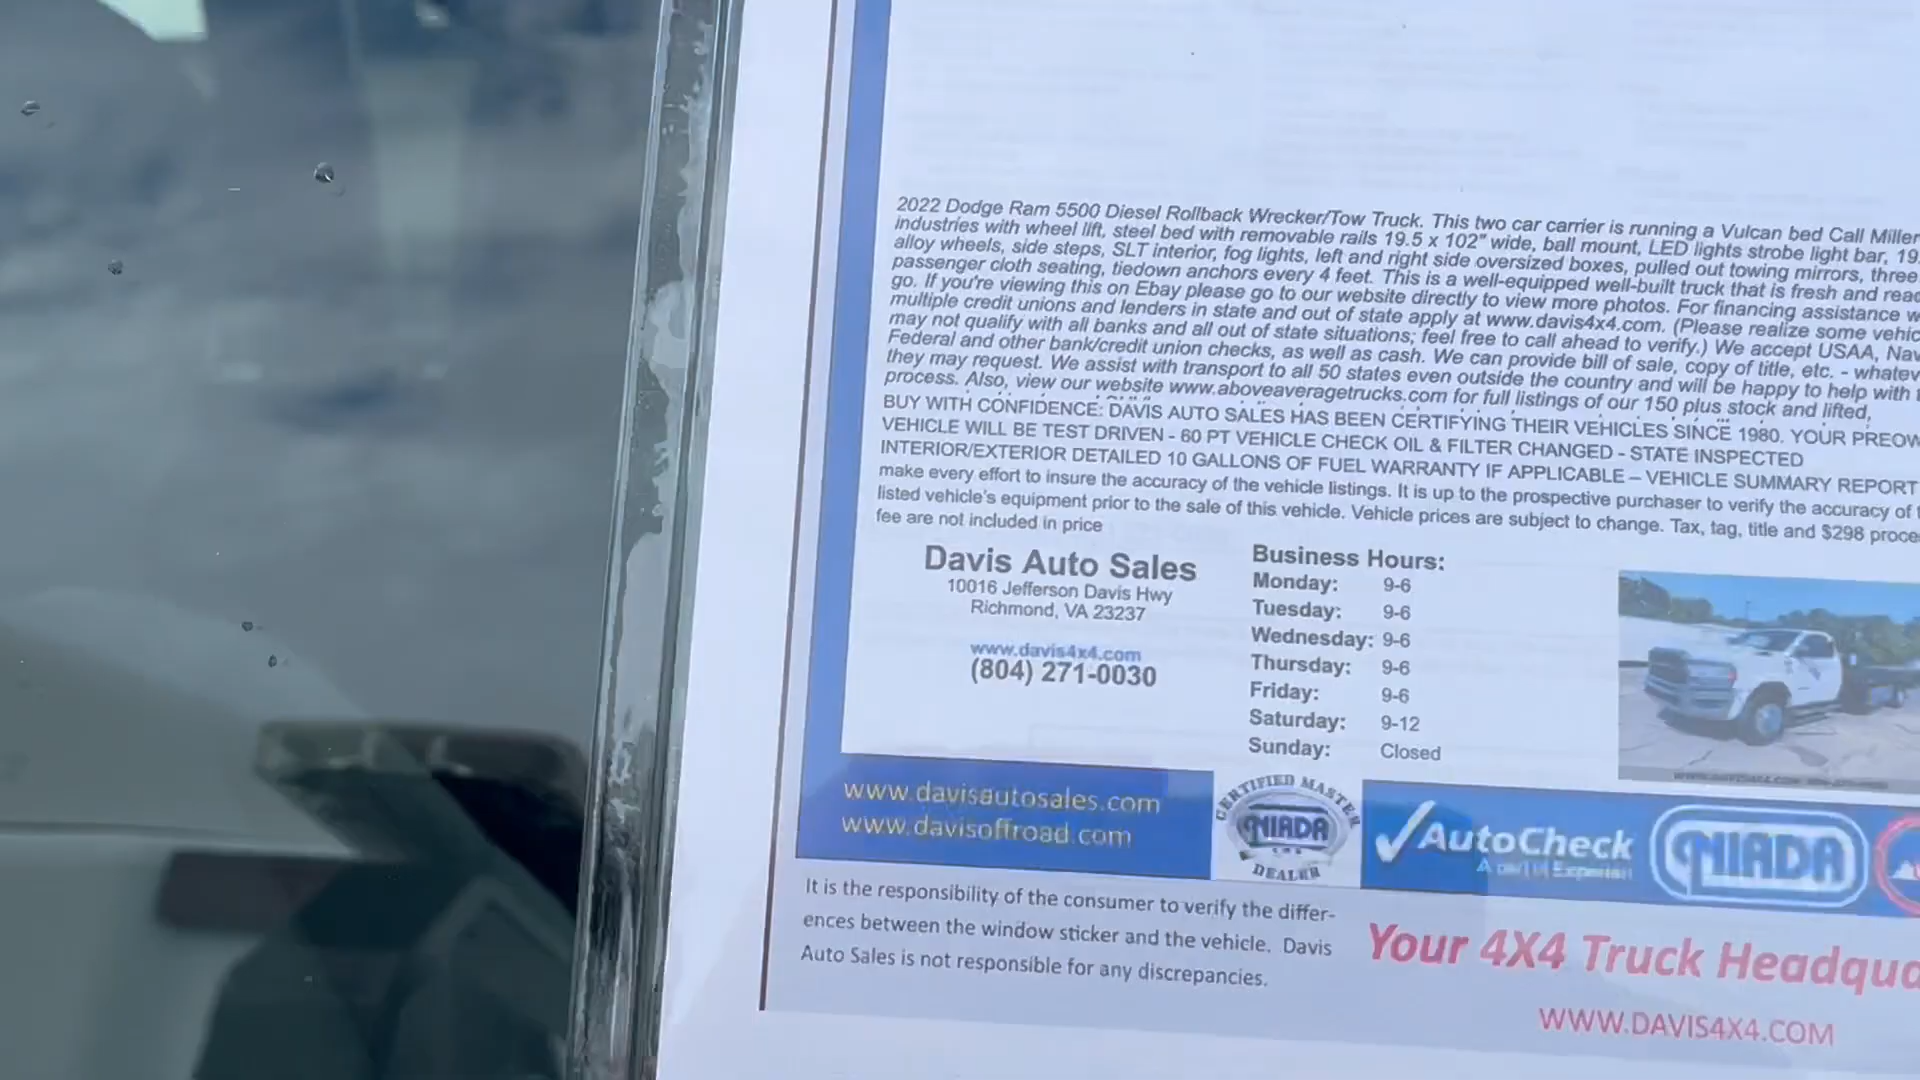 2022 Dodge Ram 5500 Diesel Rollback Wrecker/Tow Truck. This two car carrier is running a Vulcan bed Call Miller
industries with wheel lift, steel bed with removable rails 19.5 x 102" wide, ball mount, LED lights strobe light bar, 19.
alloy wheels, side steps, SLT interior, fog lights, left and right side oversized boxes, pulled out towing mirrors, three
passenger cloth seating, tiedown anchors every 4 feet. This is a well-equipped well-built truck that is fresh and read
go. If you're viewing this on Ebay please go to our website directly to view more photos. For financing assistance w
multiple credit unions and lenders in state and out of state apply at www.davis4x4.com. (Please realize some vehic
may not qualify with all banks and all out of state situations; feel free to call ahead to verify.) We accept USAA, Nav
Federal and other bank/credit union checks, as well as cash. We can provide bill of sale, copy of title, etc. - whatev
they may request. We assist with transport to all 50 states even outside the country and will be happy to help with t
process. Also, view our website www.aboveaveragetrucks.com for full listings of our 150 plus stock and lifted,
BUY WITH CONFIDENCE: DAVIS AUTO SALES HAS BEEN CERTIFYING THEIR VEHICLES SINCE 1980. YOUR PREOW
VEHICLE WILL BE TEST DRIVEN - 60 PT VEHICLE CHECK OIL & FILTER CHANGED - STATE INSPECTED
INTERIOR/EXTERIOR DETAILED 10 GALLONS OF FUEL WARRANTY IF APPLICABLE – VEHICLE SUMMARY REPORT
make every effort to insure the accuracy of the vehicle listings. It is up to the prospective purchaser to verify the accuracy of t
listed vehicle's equipment prior to the sale of this vehicle. Vehicle prices are subject to change. Tax, tag, title and $298 proce
fee are not included in price
Davis Auto Sales
10016 Jefferson Davis Hwy
Richmond, VA 23237
www.davis4x4.com
(804) 271-0030
Business Hours:
Monday: 9-6
Tuesday: 9-6
Wednesday: 9-6
Thursday: 9-6
Friday: 9-6
Saturday: 9-12
Sunday: Closed
www.davisautosales.com
www.davisoffroad.com
CERTIFIED MASTER
NIADA
DEALER
AutoCheck
A part of Experian
NIADA
It is the responsibility of the consumer to verify the differ-
ences between the window sticker and the vehicle. Davis
Auto Sales is not responsible for any discrepancies.
Your 4X4 Truck Headqua
WWW.DAVIS4X4.COM